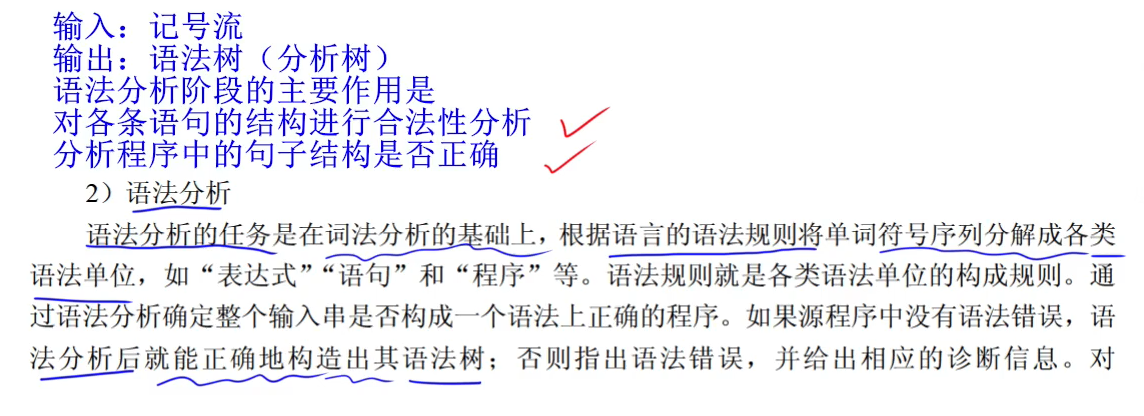 输入：记号流
输出：语法树（分析树）
语法分析阶段的主要作用是
对各条语句的结构进行合法性分析
分析程序中的句子结构是否正确
2）语法分析
语法分析的任务是在词法分析的基础上，根据语言的语法规则将单词符号序列分解成各类
语法单位，如“表达式”“语句”和“程序”等。语法规则就是各类语法单位的构成规则。通
过语法分析确定整个输入串是否构成一个语法上正确的程序。如果源程序中没有语法错误，语
法分析后就能正确地构造出其语法树；否则指出语法错误，并给出相应的诊断信息。对